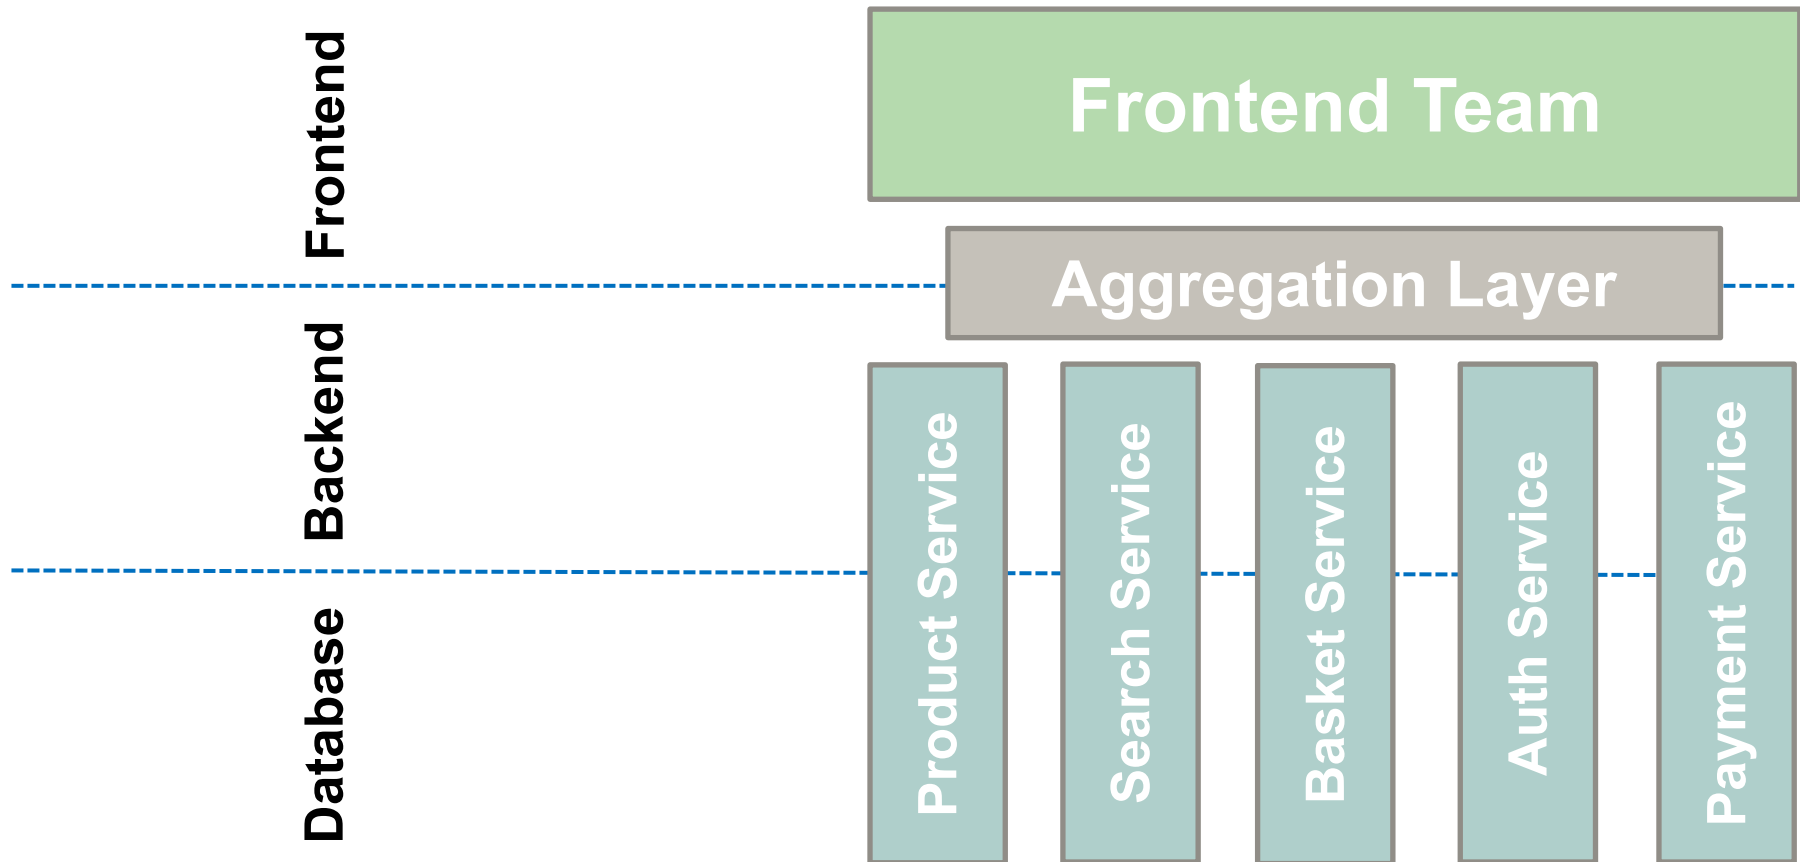 Frontend
Frontend Team
Aggregation Layer
Backend
Database
Product Service
Search Service
Basket Service
Auth Service
Payment Service